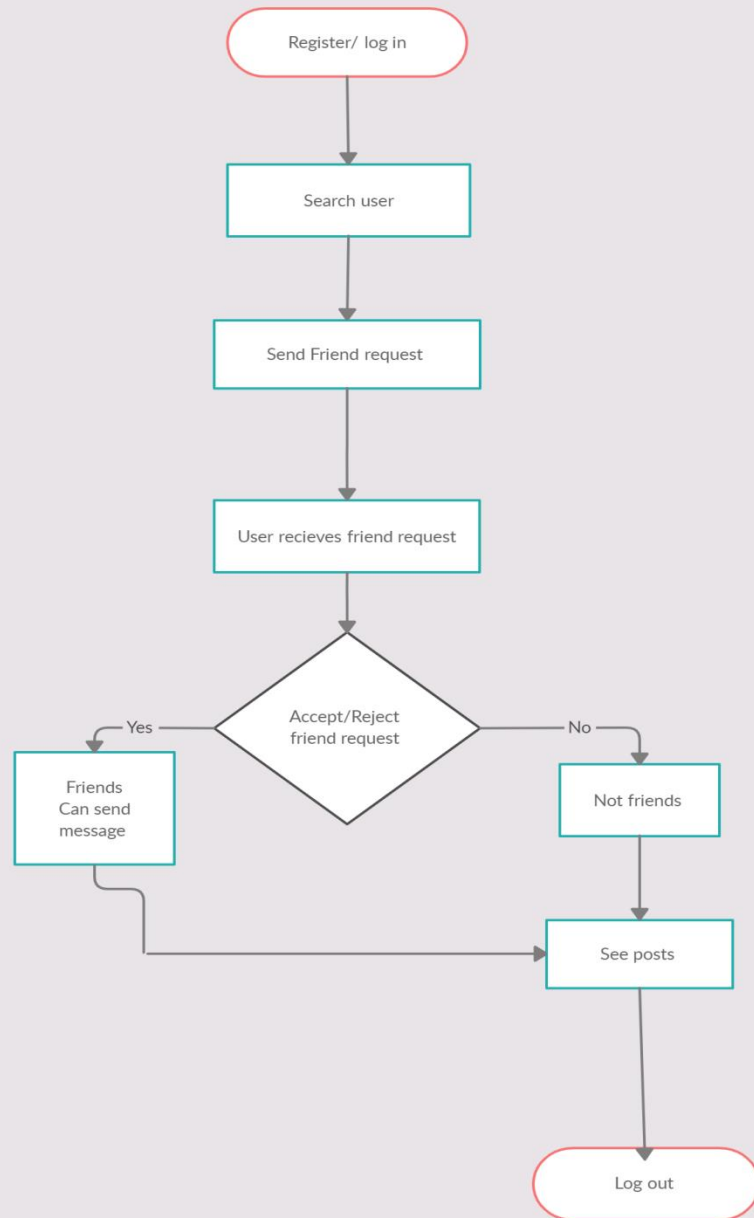 Register/ log in
Search user
Send Friend request
User recieves friend request
Accept/Reject
friend request
Yes
No
Friends
Can send
message
Not friends
See posts
Log out